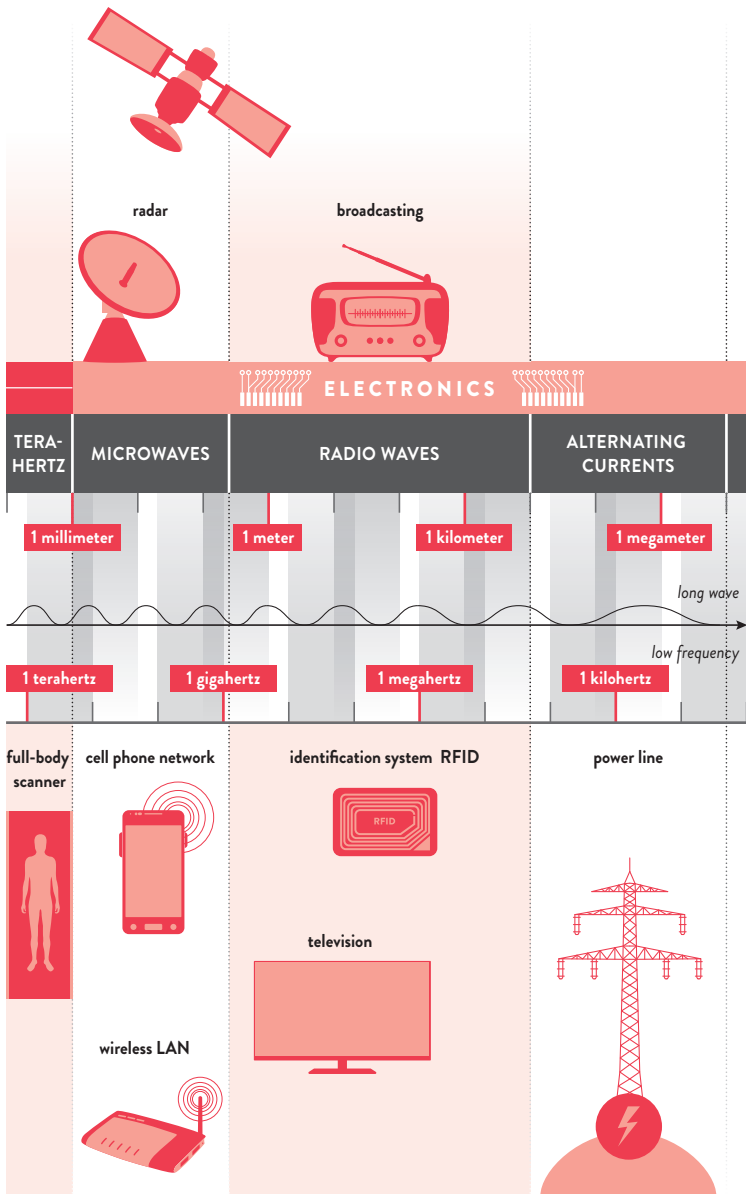 radar
broadcasting
ELECTRONICS
TERA-
HERTZ
MICROWAVES
RADIO WAVES
ALTERNATING
CURRENTS
1 millimeter
1 meter
1 kilometer
1 megameter
long wave
low frequency
1 terahertz
1 gigahertz
1 megahertz
1 kilohertz
full-body
scanner
cell phone network
identification system RFID
power line
RFID
television
wireless LAN